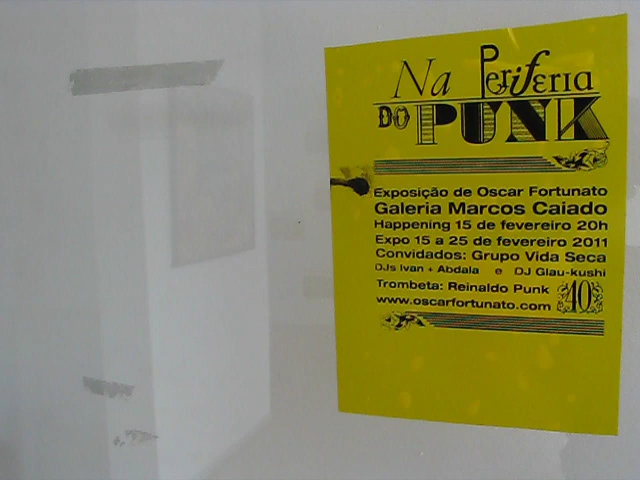 Na Periferia
DO PUNK
Exposição de Oscar Fortunato
Galeria Marcos Caiado
Happening 15 de fevereiro 20h
Expo 15 a 25 de fevereiro 2011
Convidados: Grupo Vida Seca
DJs Ivan + Abdala e DJ Glau-kushi
Trombeta: Reinaldo Punk
www.oscarfortunato.com 40